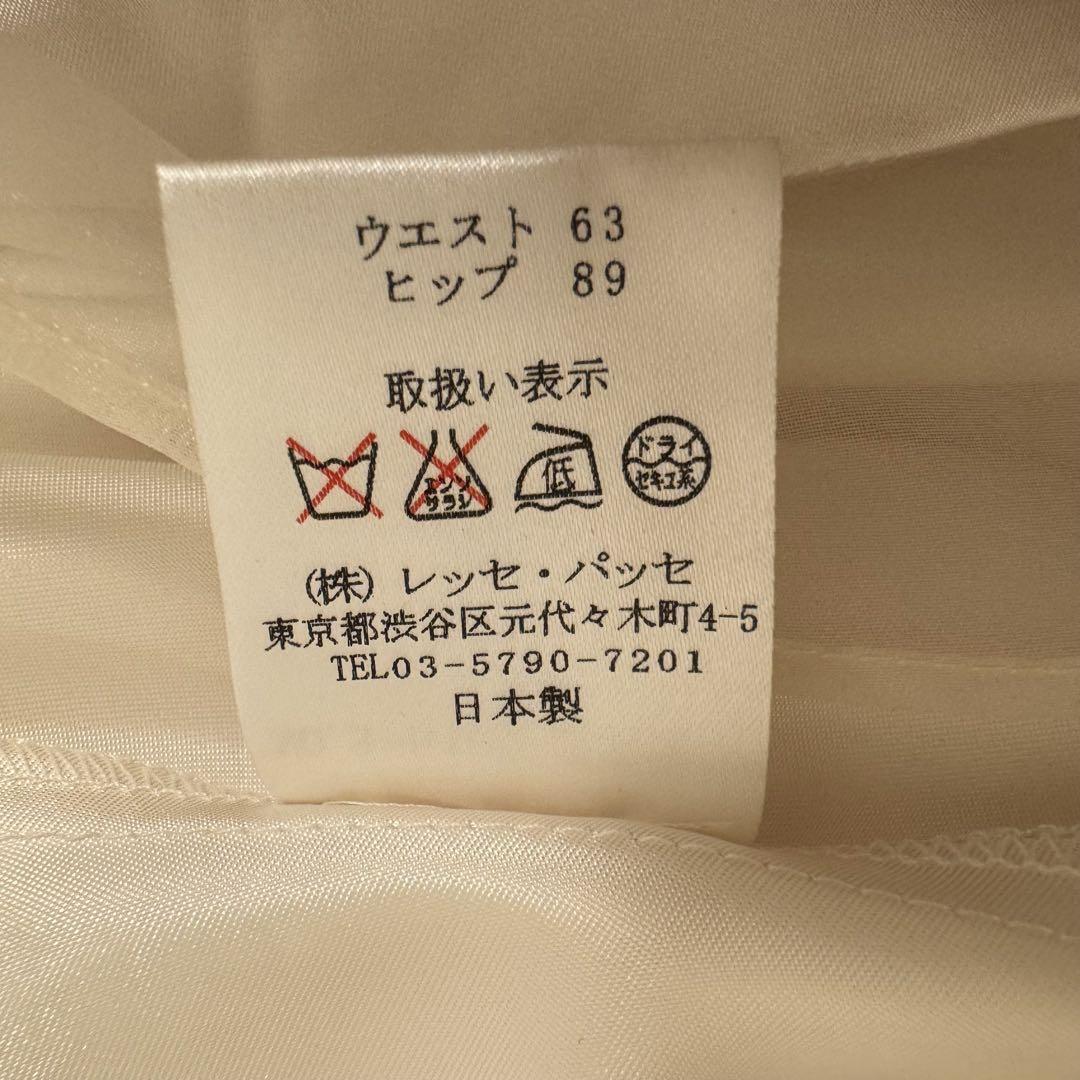 ウエスト 63
ヒップ 89
取扱い表示
エンソ
サラシ
低
ドライ
セキユ系
(株) レッセ・パッセ
東京都渋谷区元代々木町4-5
TEL03-5790-7201
日本製